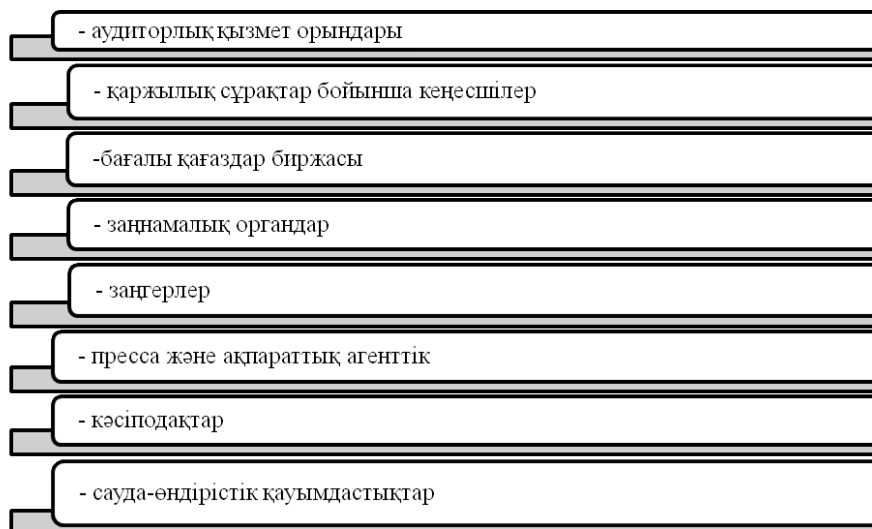 - аудиторлық қызмет орындары
- қаржылық сұрақтар бойынша кеңесшілер
-бағалы қағаздар биржасы
- заңнамалық органдар
- заңгерлер
- пресса және ақпараттық агенттік
- кәсіподақтар
- сауда-өндірістік қауымдастықтар